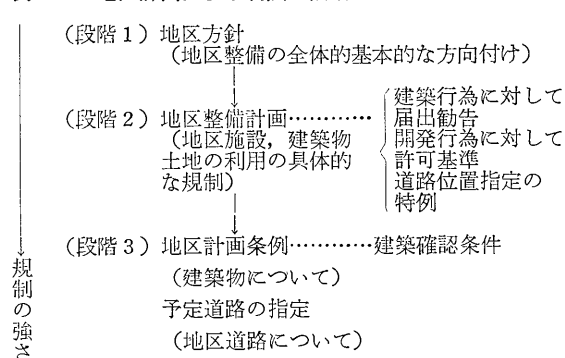 (段階1)地区方針
(地区整備の全体的基本的な方向付け)
(段階2)地区整備計画…………
(地区施設,建築物
土地の利用の具体的
な規制)
建築行為に対して
届出勧告
開発行為に対して
許可基準
道路位置指定の
特例
(段階3)地区計画条例…………建築確認条件
(建築物について)
予定道路の指定
(地区道路について)
規制の強さ